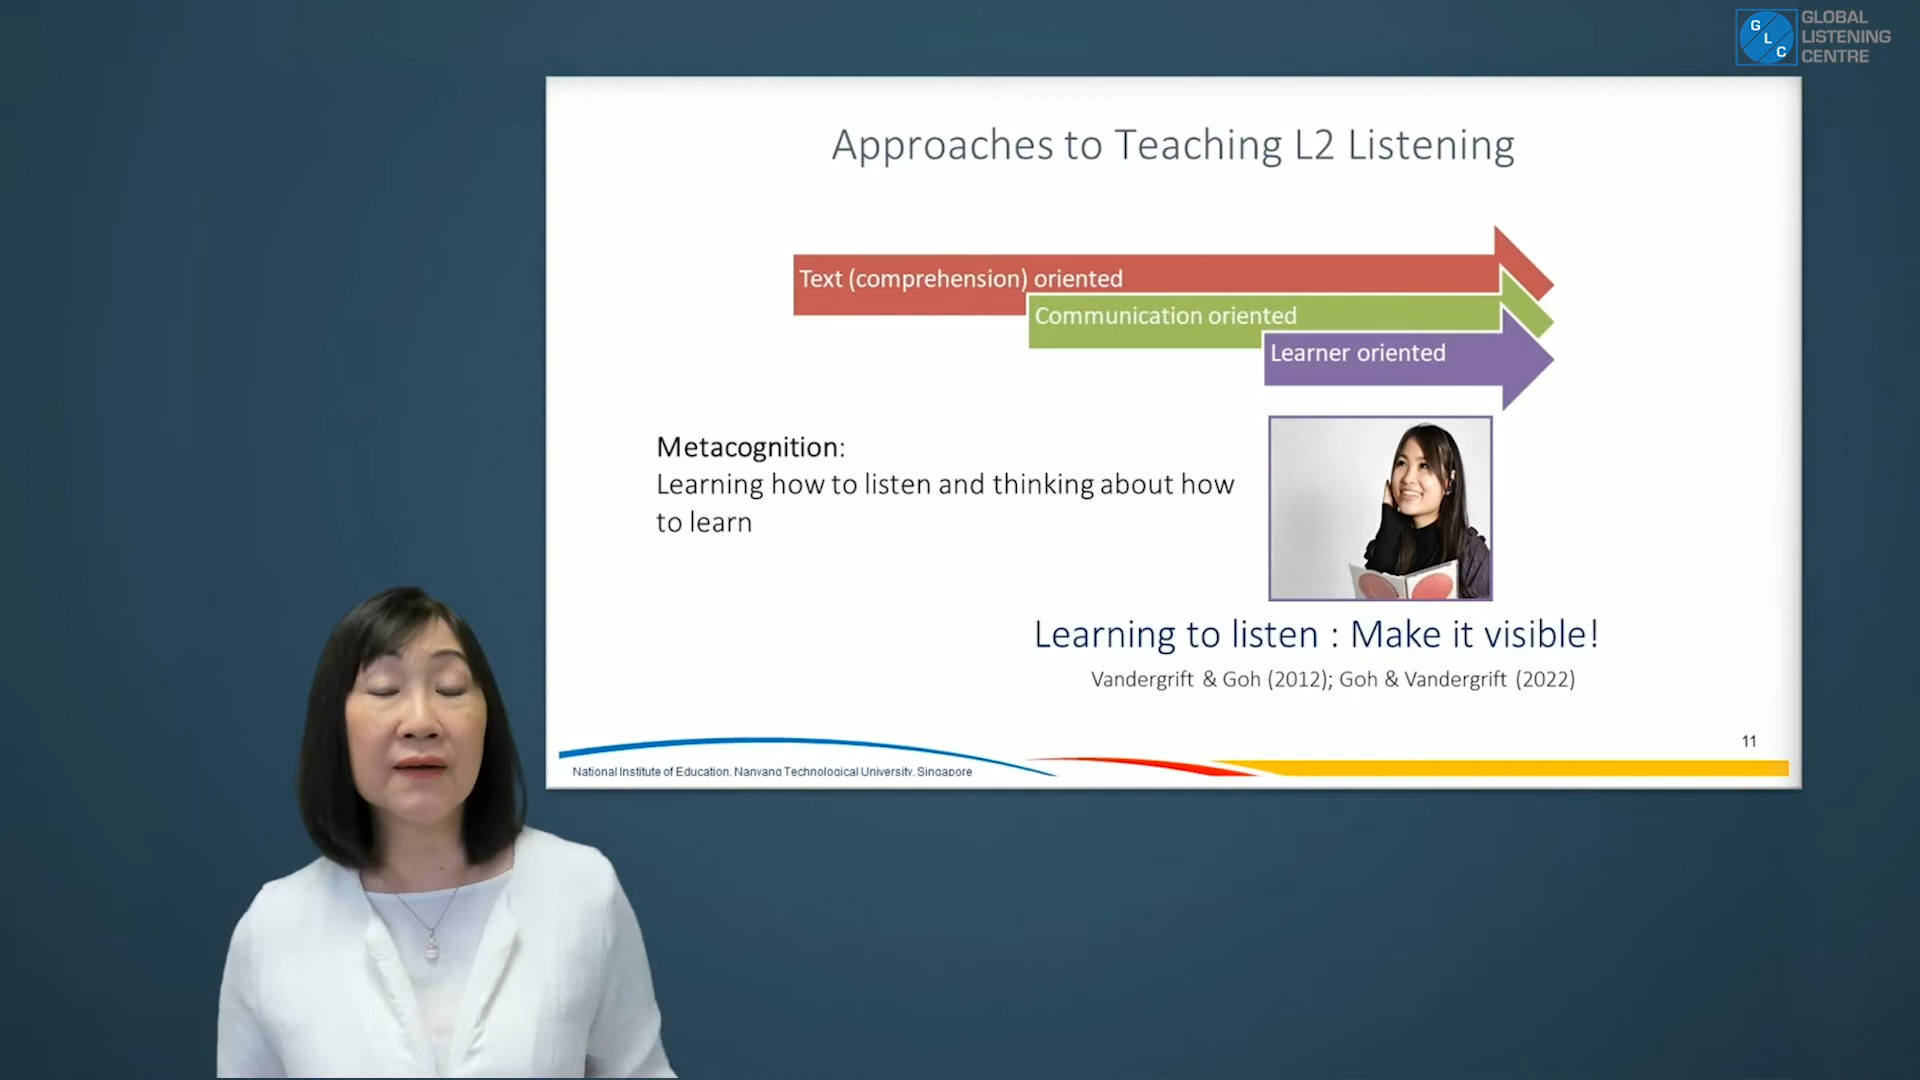 GLC
GLOBAL
LISTENING
CENTRE
Approaches to Teaching L2 Listening
Text (comprehension) oriented
Communication oriented
Learner oriented
Metacognition:
Learning how to listen and thinking about how
to learn
Learning to listen : Make it visible!
Vandergrift & Goh (2012); Goh & Vandergrift (2022)
11
National Institute of Education, Nanyang Technological University, Singapore